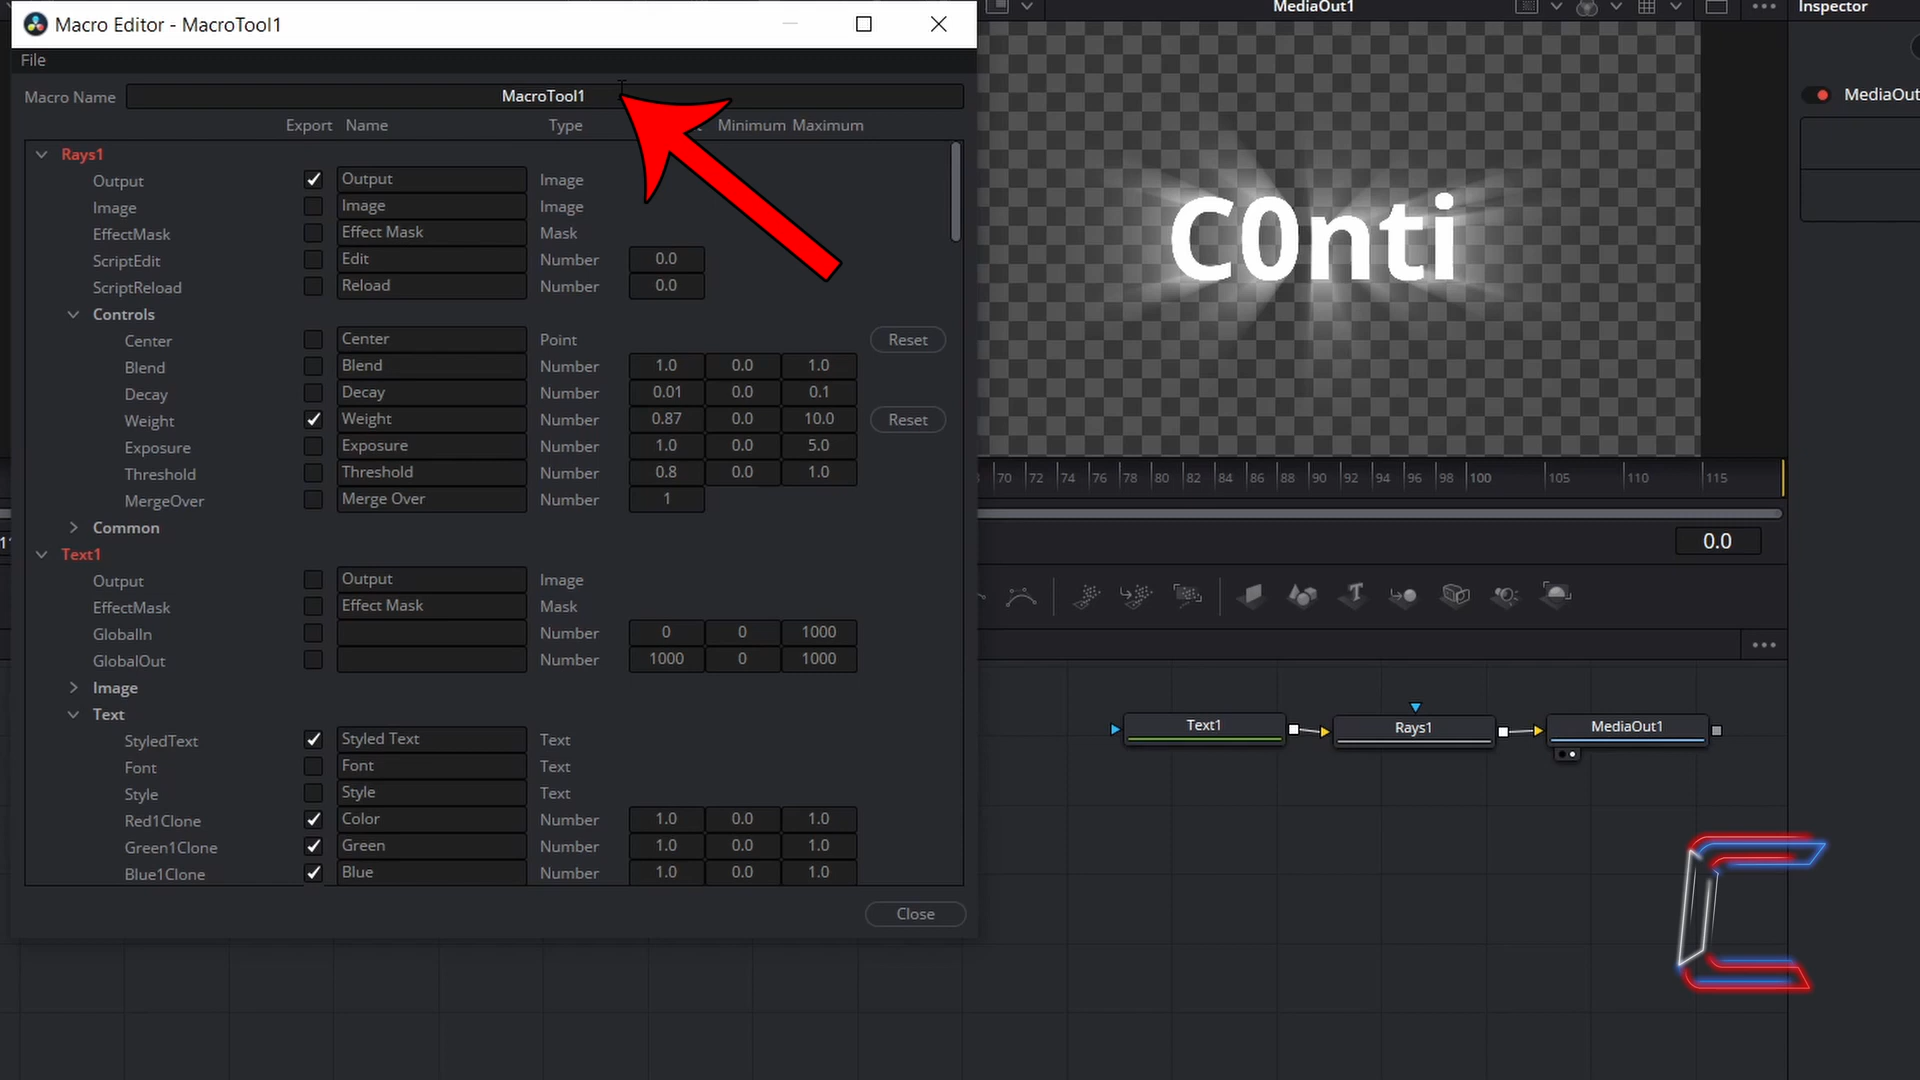 Macro Editor - MacroTool1
File
Macro Name MacroTool1
Export Name Type Minimum Maximum
Rays1
Output Output Image
Image Image Image
EffectMask Effect Mask Mask
ScriptEdit Edit Number 0.0
ScriptReload Reload Number 0.0
Controls
Center Center Point Reset
Blend Blend Number 1.0 0.0 1.0
Decay Decay Number 0.01 0.0 0.1
Weight Weight Number 0.87 0.0 10.0 Reset
Exposure Exposure Number 1.0 0.0 5.0
Threshold Threshold Number 0.8 0.0 1.0
MergeOver Merge Over Number 1
Common
Text1
Output Output Image
EffectMask Effect Mask Mask
GlobalIn Number 0 0 1000
GlobalOut Number 1000 0 1000
Image
Text
StyledText Styled Text Text
Font Font Text
Style Style Text
Red1Clone Color Number 1.0 0.0 1.0
Green1Clone Green Number 1.0 0.0 1.0
Blue1Clone Blue Number 1.0 0.0 1.0
Close
MediaOut1
Inspector
MediaOut
C0nti
70 72 74 76 78 80 82 84 86 88 90 92 94 96 98 100 105 110 115
0.0
Text1 Rays1 MediaOut1